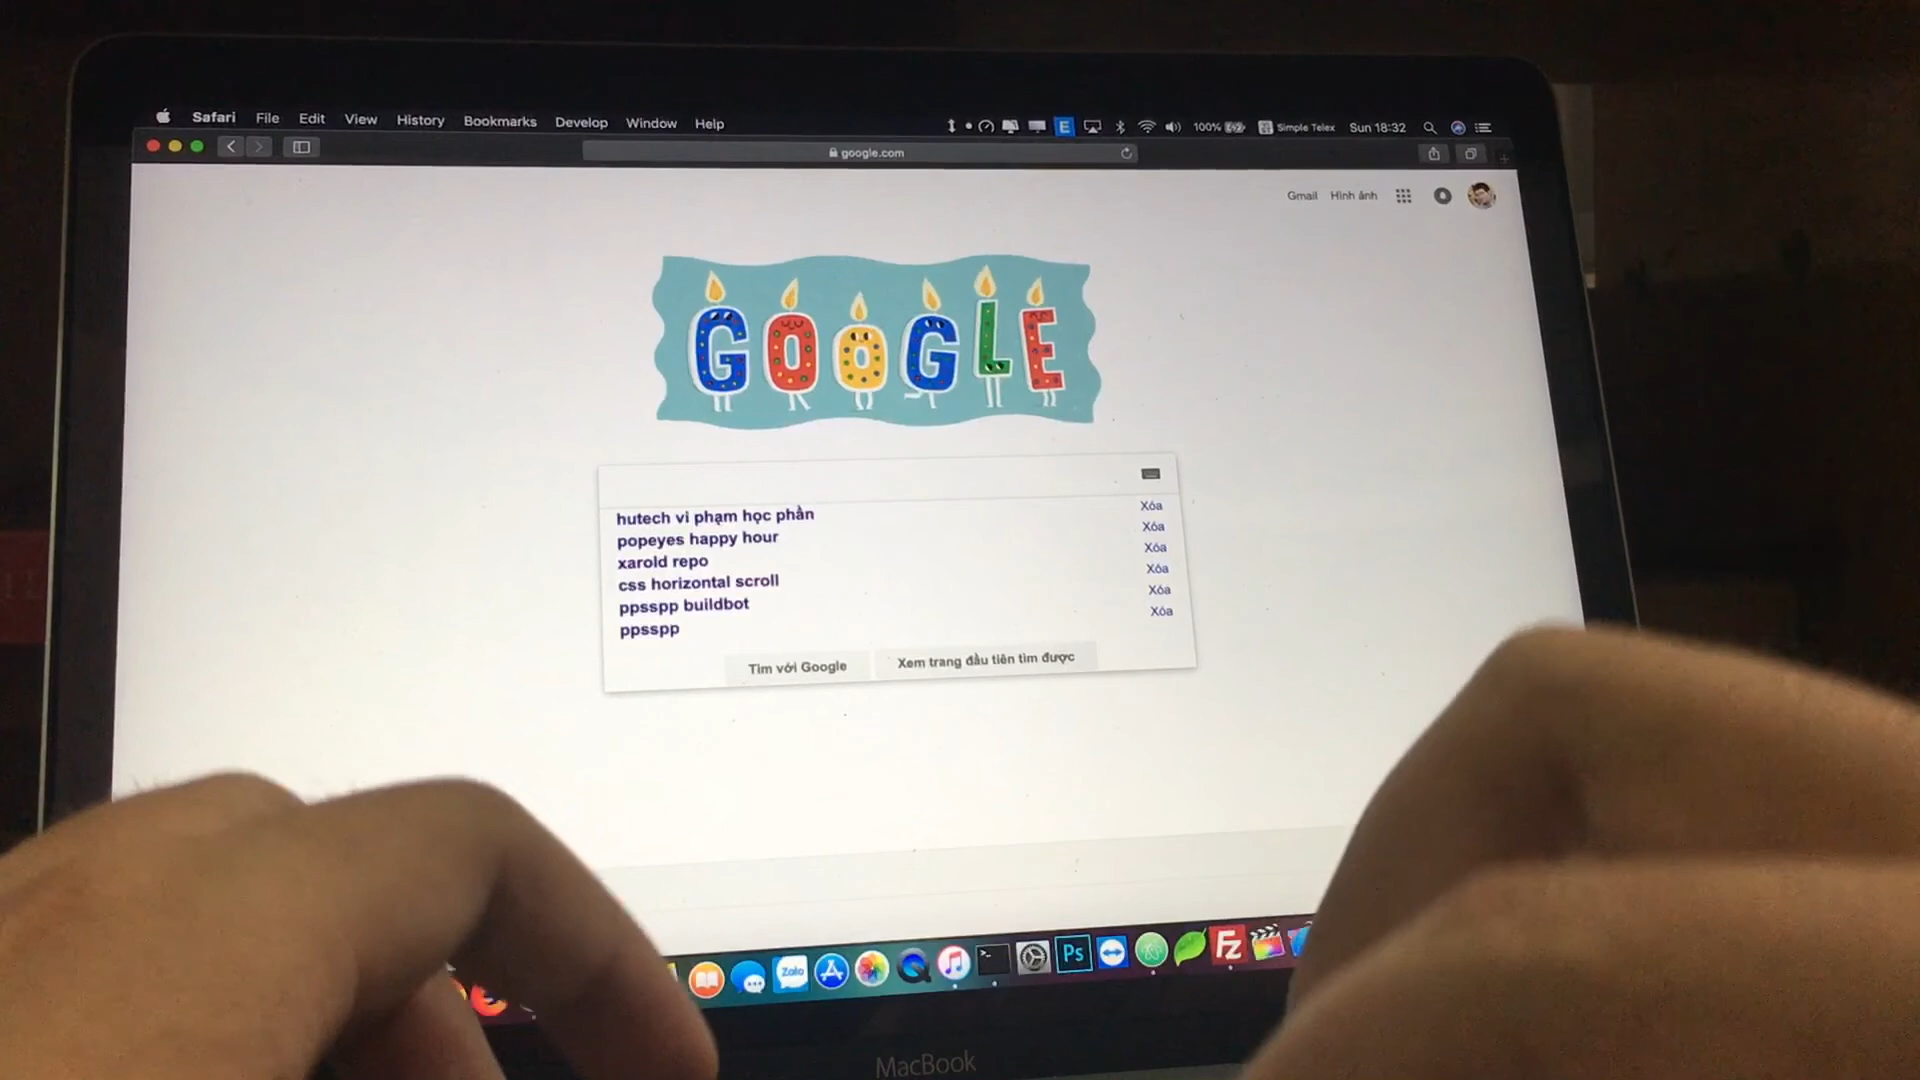 Safari File Edit View History Bookmarks Develop Window Help E 100% Simple Telex Sun 18:32
google.com
Gmail Hình ảnh
GOOGLE
hutech vi phạm học phần Xóa
popeyes happy hour Xóa
xarold repo Xóa
css horizontal scroll Xóa
ppsspp buildbot Xóa
ppsspp Xóa
Tìm với Google Xem trang đầu tiên tìm được
Zalo Ps Fz
MacBook